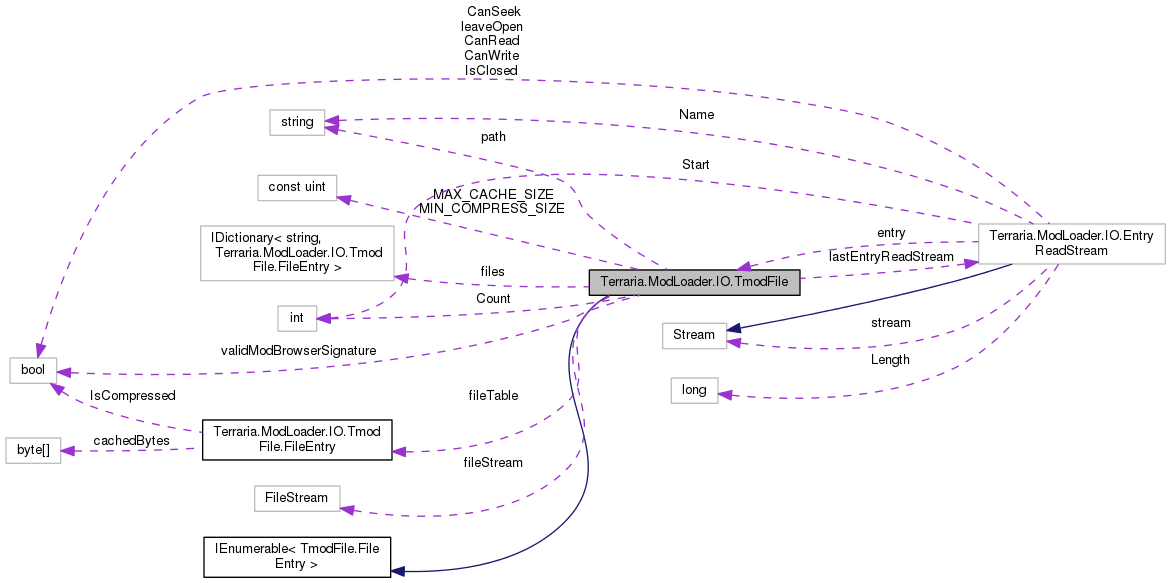 CanSeek
leaveOpen
CanRead
CanWrite
IsClosed
string
Name
path
Start
const uint
MAX_CACHE_SIZE
MIN_COMPRESS_SIZE
IDictionary< string,
Terraria.ModLoader.IO.Tmod
File.FileEntry >
files
entry
lastEntryReadStream
Terraria.ModLoader.IO.Entry
ReadStream
Terraria.ModLoader.IO.TmodFile
Count
int
Stream
stream
validModBrowserSignature
bool
Length
long
IsCompressed
fileTable
Terraria.ModLoader.IO.Tmod
File.FileEntry
cachedBytes
byte[]
fileStream
FileStream
IEnumerable< TmodFile.File
Entry >